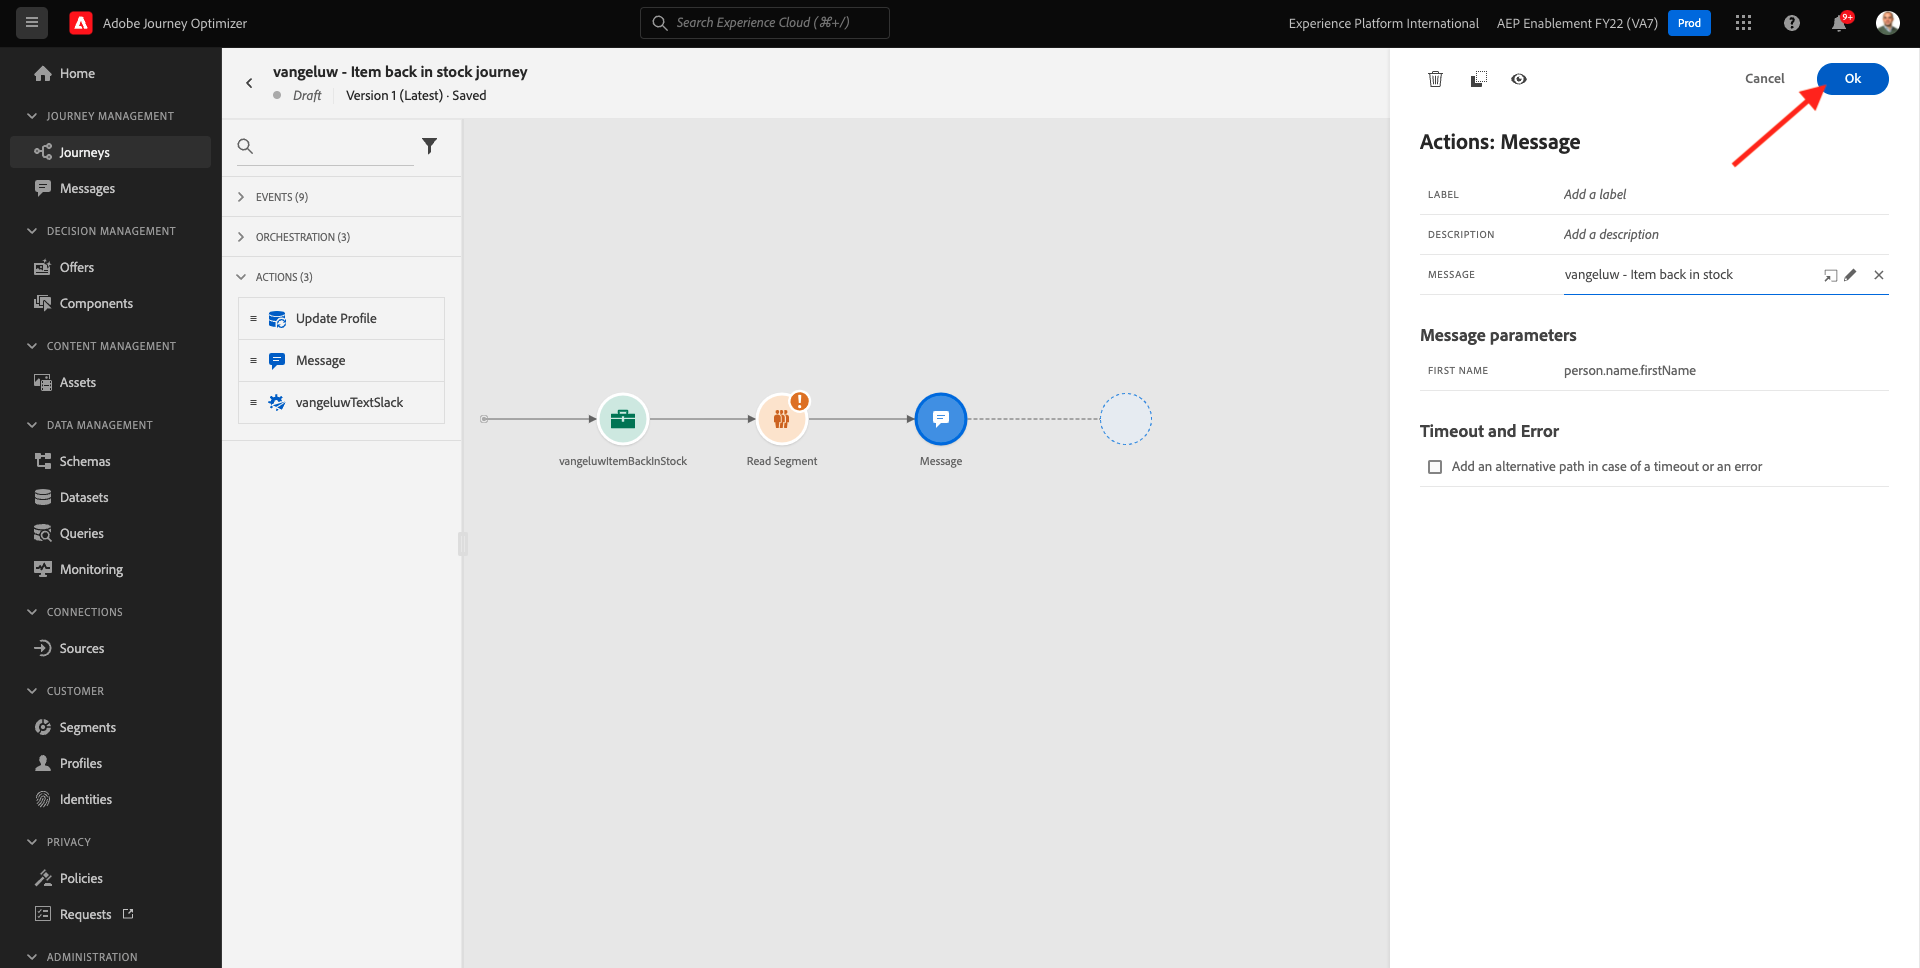 Adobe Journey Optimizer
Search Experience Cloud (⌘+/)
Experience Platform International
AEP Enablement FY22 (VA7)
Prod
9+
Home
JOURNEY MANAGEMENT
Journeys
Messages
DECISION MANAGEMENT
Offers
Components
CONTENT MANAGEMENT
Assets
DATA MANAGEMENT
Schemas
Datasets
Queries
Monitoring
CONNECTIONS
Sources
CUSTOMER
Segments
Profiles
Identities
PRIVACY
Policies
Requests
ADMINISTRATION
vangeluw - Item back in stock journey
Draft
Version 1 (Latest) · Saved
EVENTS (9)
ORCHESTRATION (3)
ACTIONS (3)
Update Profile
Message
vangeluwTextSlack
vangeluwItemBackInStock
Read Segment
Message
Cancel
Ok
Actions: Message
LABEL
Add a label
DESCRIPTION
Add a description
MESSAGE
vangeluw - Item back in stock
Message parameters
FIRST NAME
person.name.firstName
Timeout and Error
Add an alternative path in case of a timeout or an error